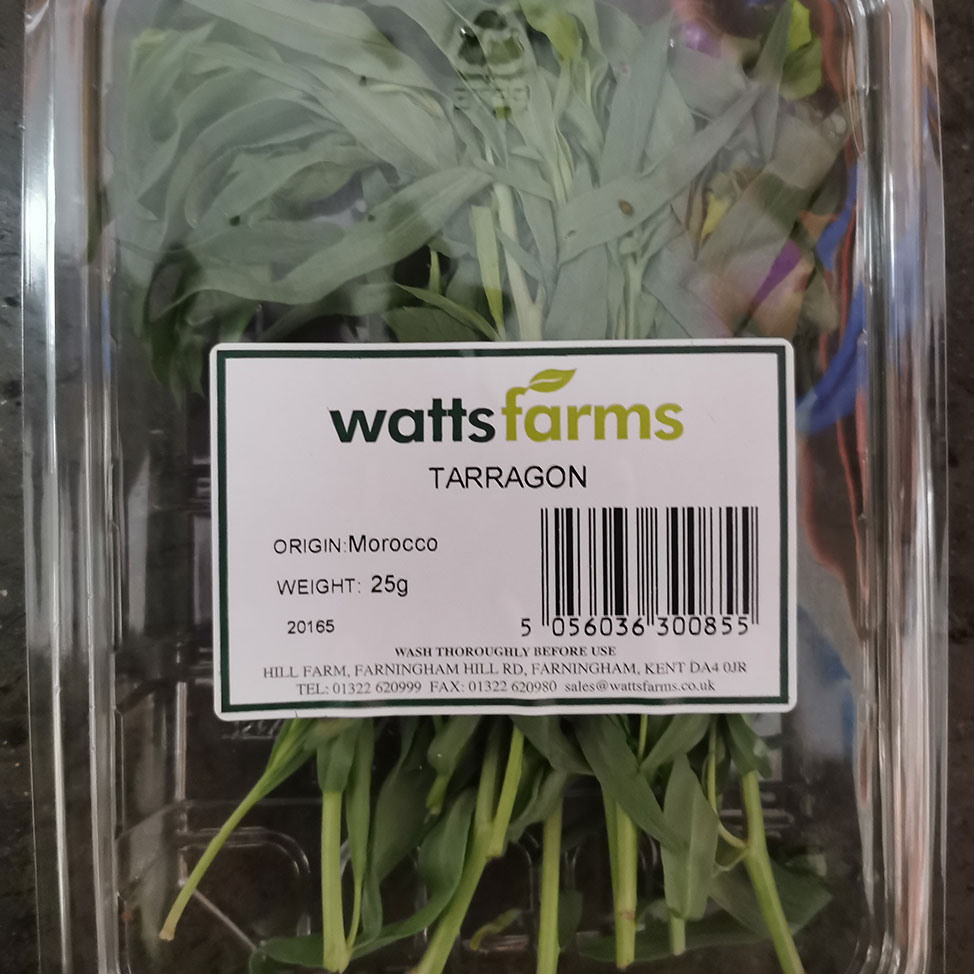 wattsfarms
TARRAGON
ORIGIN:Morocco
WEIGHT: 25g
20165
5 056036 300855
WASH THOROUGHLY BEFORE USE
HILL FARM, FARNINGHAM HILL RD, FARNINGHAM, KENT DA4 0JR
TEL: 01322 620999 FAX: 01322 620980 sales@wattsfarms.co.uk